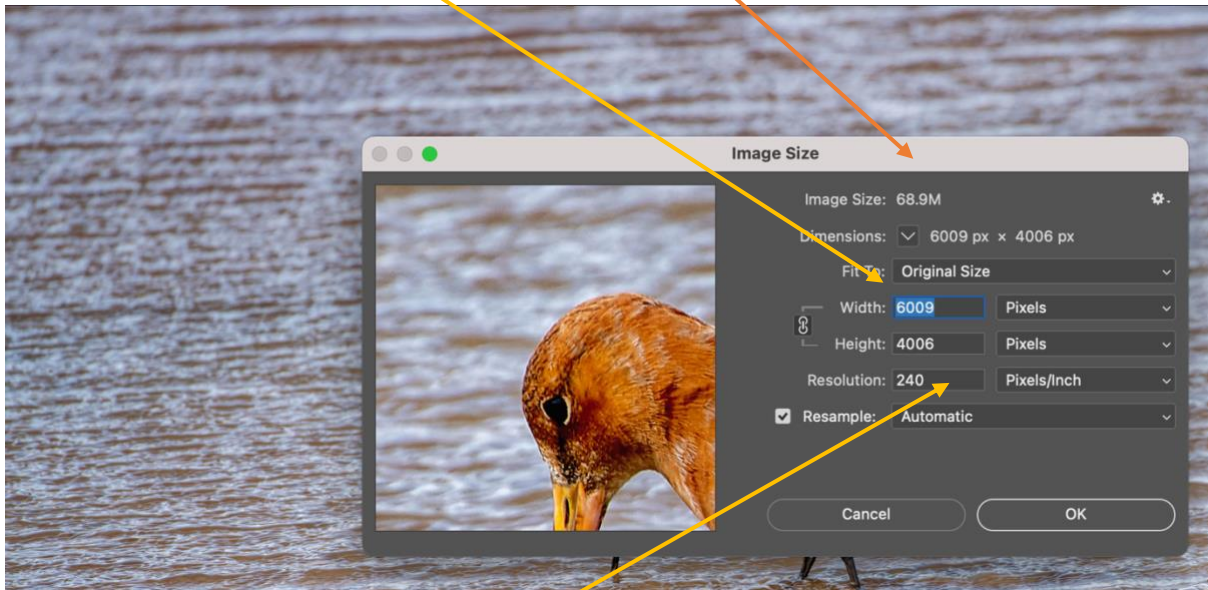 Image Size
Image Size: 68.9M
Dimensions: 6009 px × 4006 px
Fit To: Original Size
Width: 6009 Pixels
Height: 4006 Pixels
Resolution: 240 Pixels/Inch
Resample: Automatic
Cancel OK